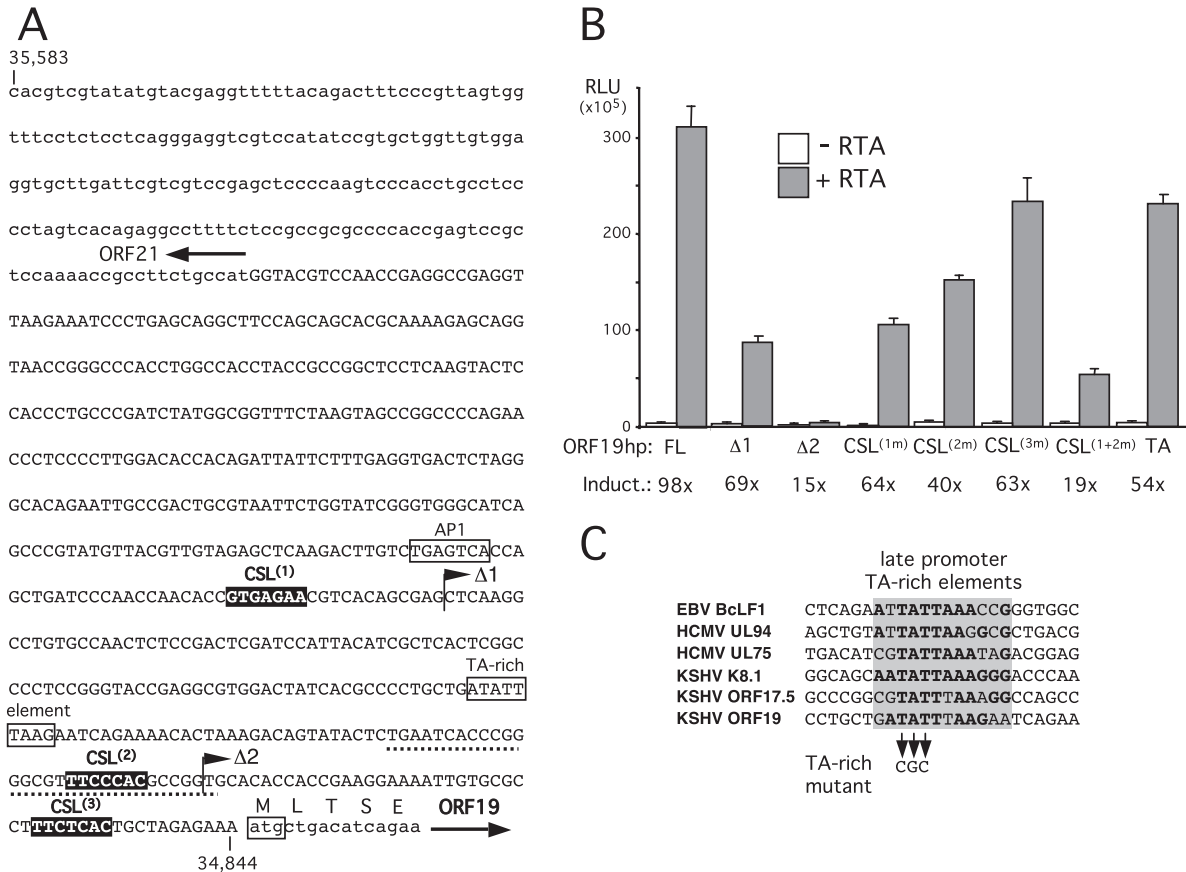 A
35,583
cacgtcgtatatgtacgaggtttttacagactttcccgttagtgg
tttcctctcctcagggaggtcgtccatatccgtgctggttgtgga
ggtgcttgattcgtcgtccgagctccccaagtcccacctgcctcc
cctagtcacagaggccttttctccgccgcgccccaccgagtccgc
ORF21
tccaaaaccgccttctgccatGGTACGTCCAACCGAGGCCGAGGT
TAAGAAATCCCTGAGCAGGCTTCCAGCAGCACGCAAAAGAGCAGG
TAACCGGGCCCACCTGGCCACCTACCGCCGGCTCCTCAAGTACTC
CACCCTGCCCGATCTATGGCGGTTTCTAAGTAGCCGGCCCCAGAA
CCCTCCCCTTGGACACCACAGATTATTCTTTGAGGTGACTCTAGG
GCACAGAATTGCCGACTGCGTAATTCTGGTATCGGGTGGGCATCA
AP1
GCCCGTATGTTACGTTGTAGAGCTCAAGACTTGTCTGAGTCACCA
CSL(1) Δ1
GCTGATCCCAACCAACACCGTGAGAACGTCACAGCGAGCTCAAGG
CCTGTGCCAACTCTCCGACTCGATCCATTACATCGCTCACTCGGC
TA-rich
CCCTCCGGGTACCGAGGCGTGGACTATCACGCCCCTGCTGATATT
element
TAAGAATCAGAAAACACTAAAGACAGTATACTCTGAATCACCCGG
CSL(2) Δ2
GGCGTTTCCCACGCCGGTGCACACCACCGAAGGAAAATTGTGCGC
CSL(3) M L T S E ORF19
CTTTCTCACTGCTAGAGAAA atgctgacatcagaa
34,844
B
RLU
(x10⁵)
300
200
100
0
- RTA
+ RTA
ORF19hp: FL Δ1 Δ2 CSL(1m) CSL(2m) CSL(3m) CSL(1+2m) TA
Induct.: 98x 69x 15x 64x 40x 63x 19x 54x
C
late promoter
TA-rich elements
EBV BcLF1 CTCAGAATTATTAAACCGGGTGGC
HCMV UL94 AGCTGTATTATTAAGGCGCTGACG
HCMV UL75 TGACATCGTATTAAATAGACGGAG
KSHV K8.1 GGCAGCAATATTAAAGGGACCCAA
KSHV ORF17.5 GCCCGGCGTATTTAAAGGCCAGCC
KSHV ORF19 CCTGCTGATATTTAAGAATCAGAA
TA-rich CGC
mutant